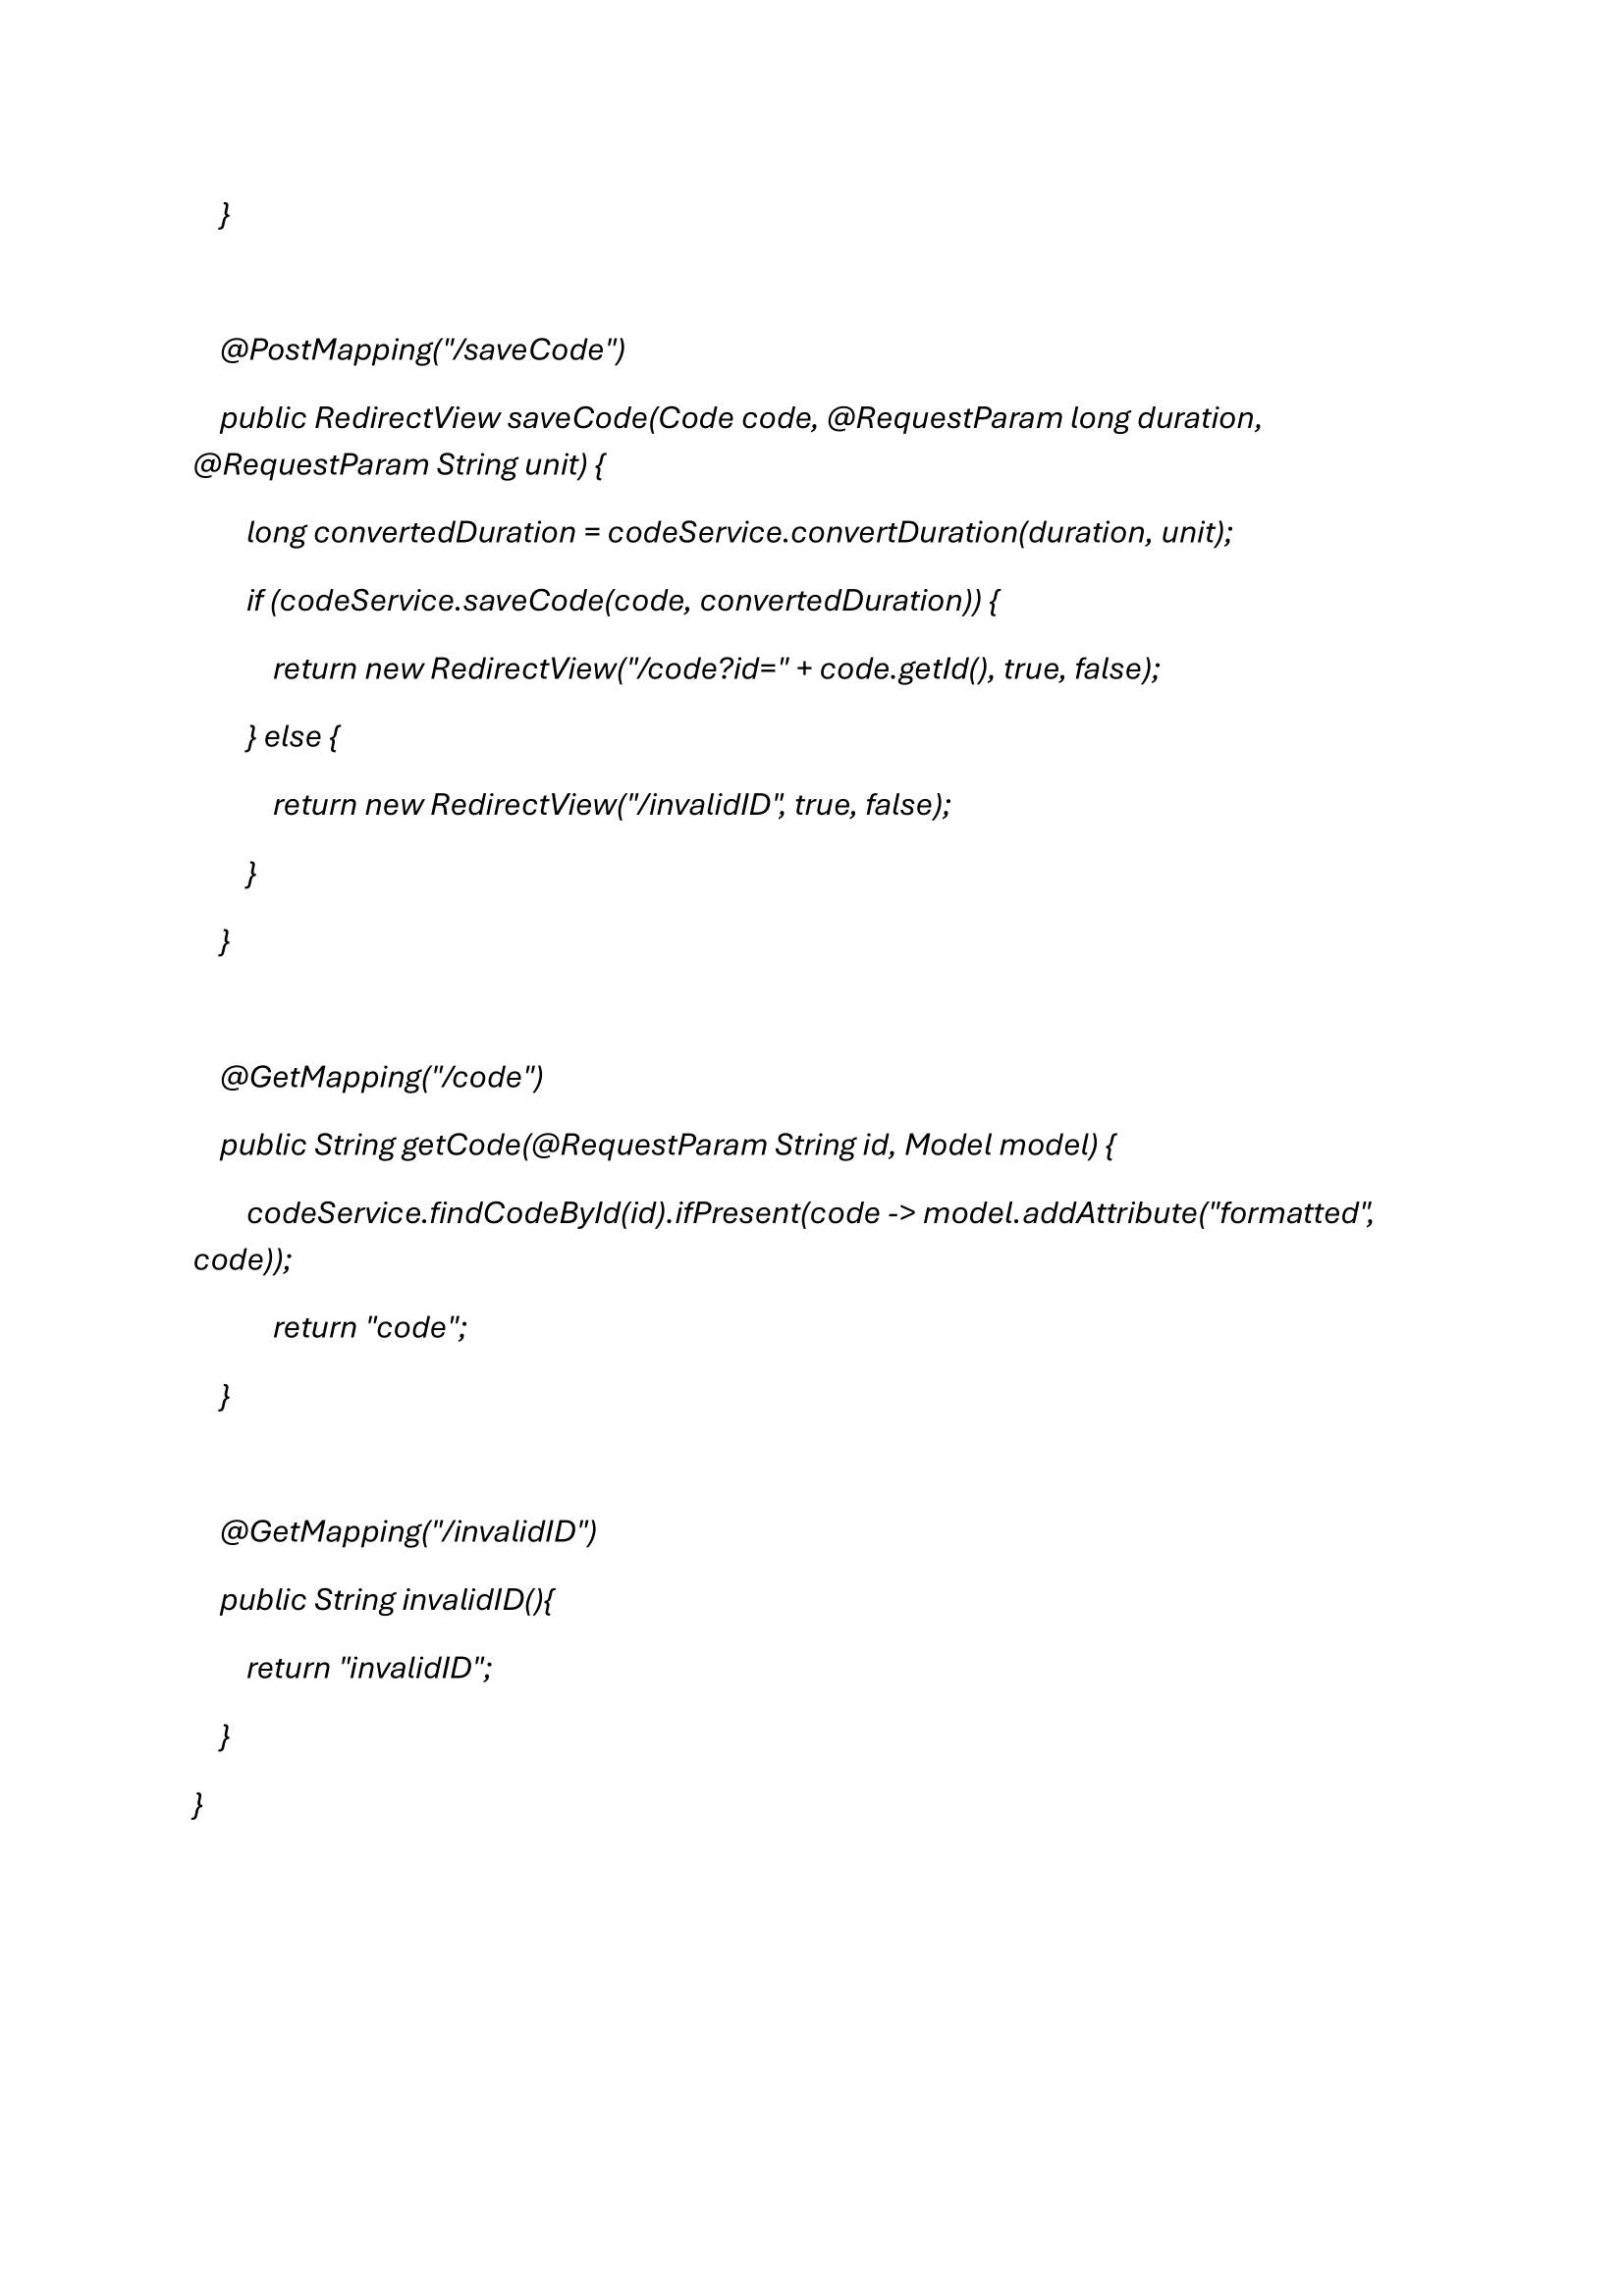 }
@PostMapping("/saveCode")
public RedirectView saveCode(Code code, @RequestParam long duration,
@RequestParam String unit) {
long convertedDuration = codeService.convertDuration(duration, unit);
if (codeService.saveCode(code, convertedDuration)) {
return new RedirectView("/code?id=" + code.getId(), true, false);
} else {
return new RedirectView("/invalidID", true, false);
}
}
@GetMapping("/code")
public String getCode(@RequestParam String id, Model model) {
codeService.findCodeById(id).ifPresent(code -> model.addAttribute("formatted",
code));
return "code";
}
@GetMapping("/invalidID")
public String invalidID(){
return "invalidID";
}
}